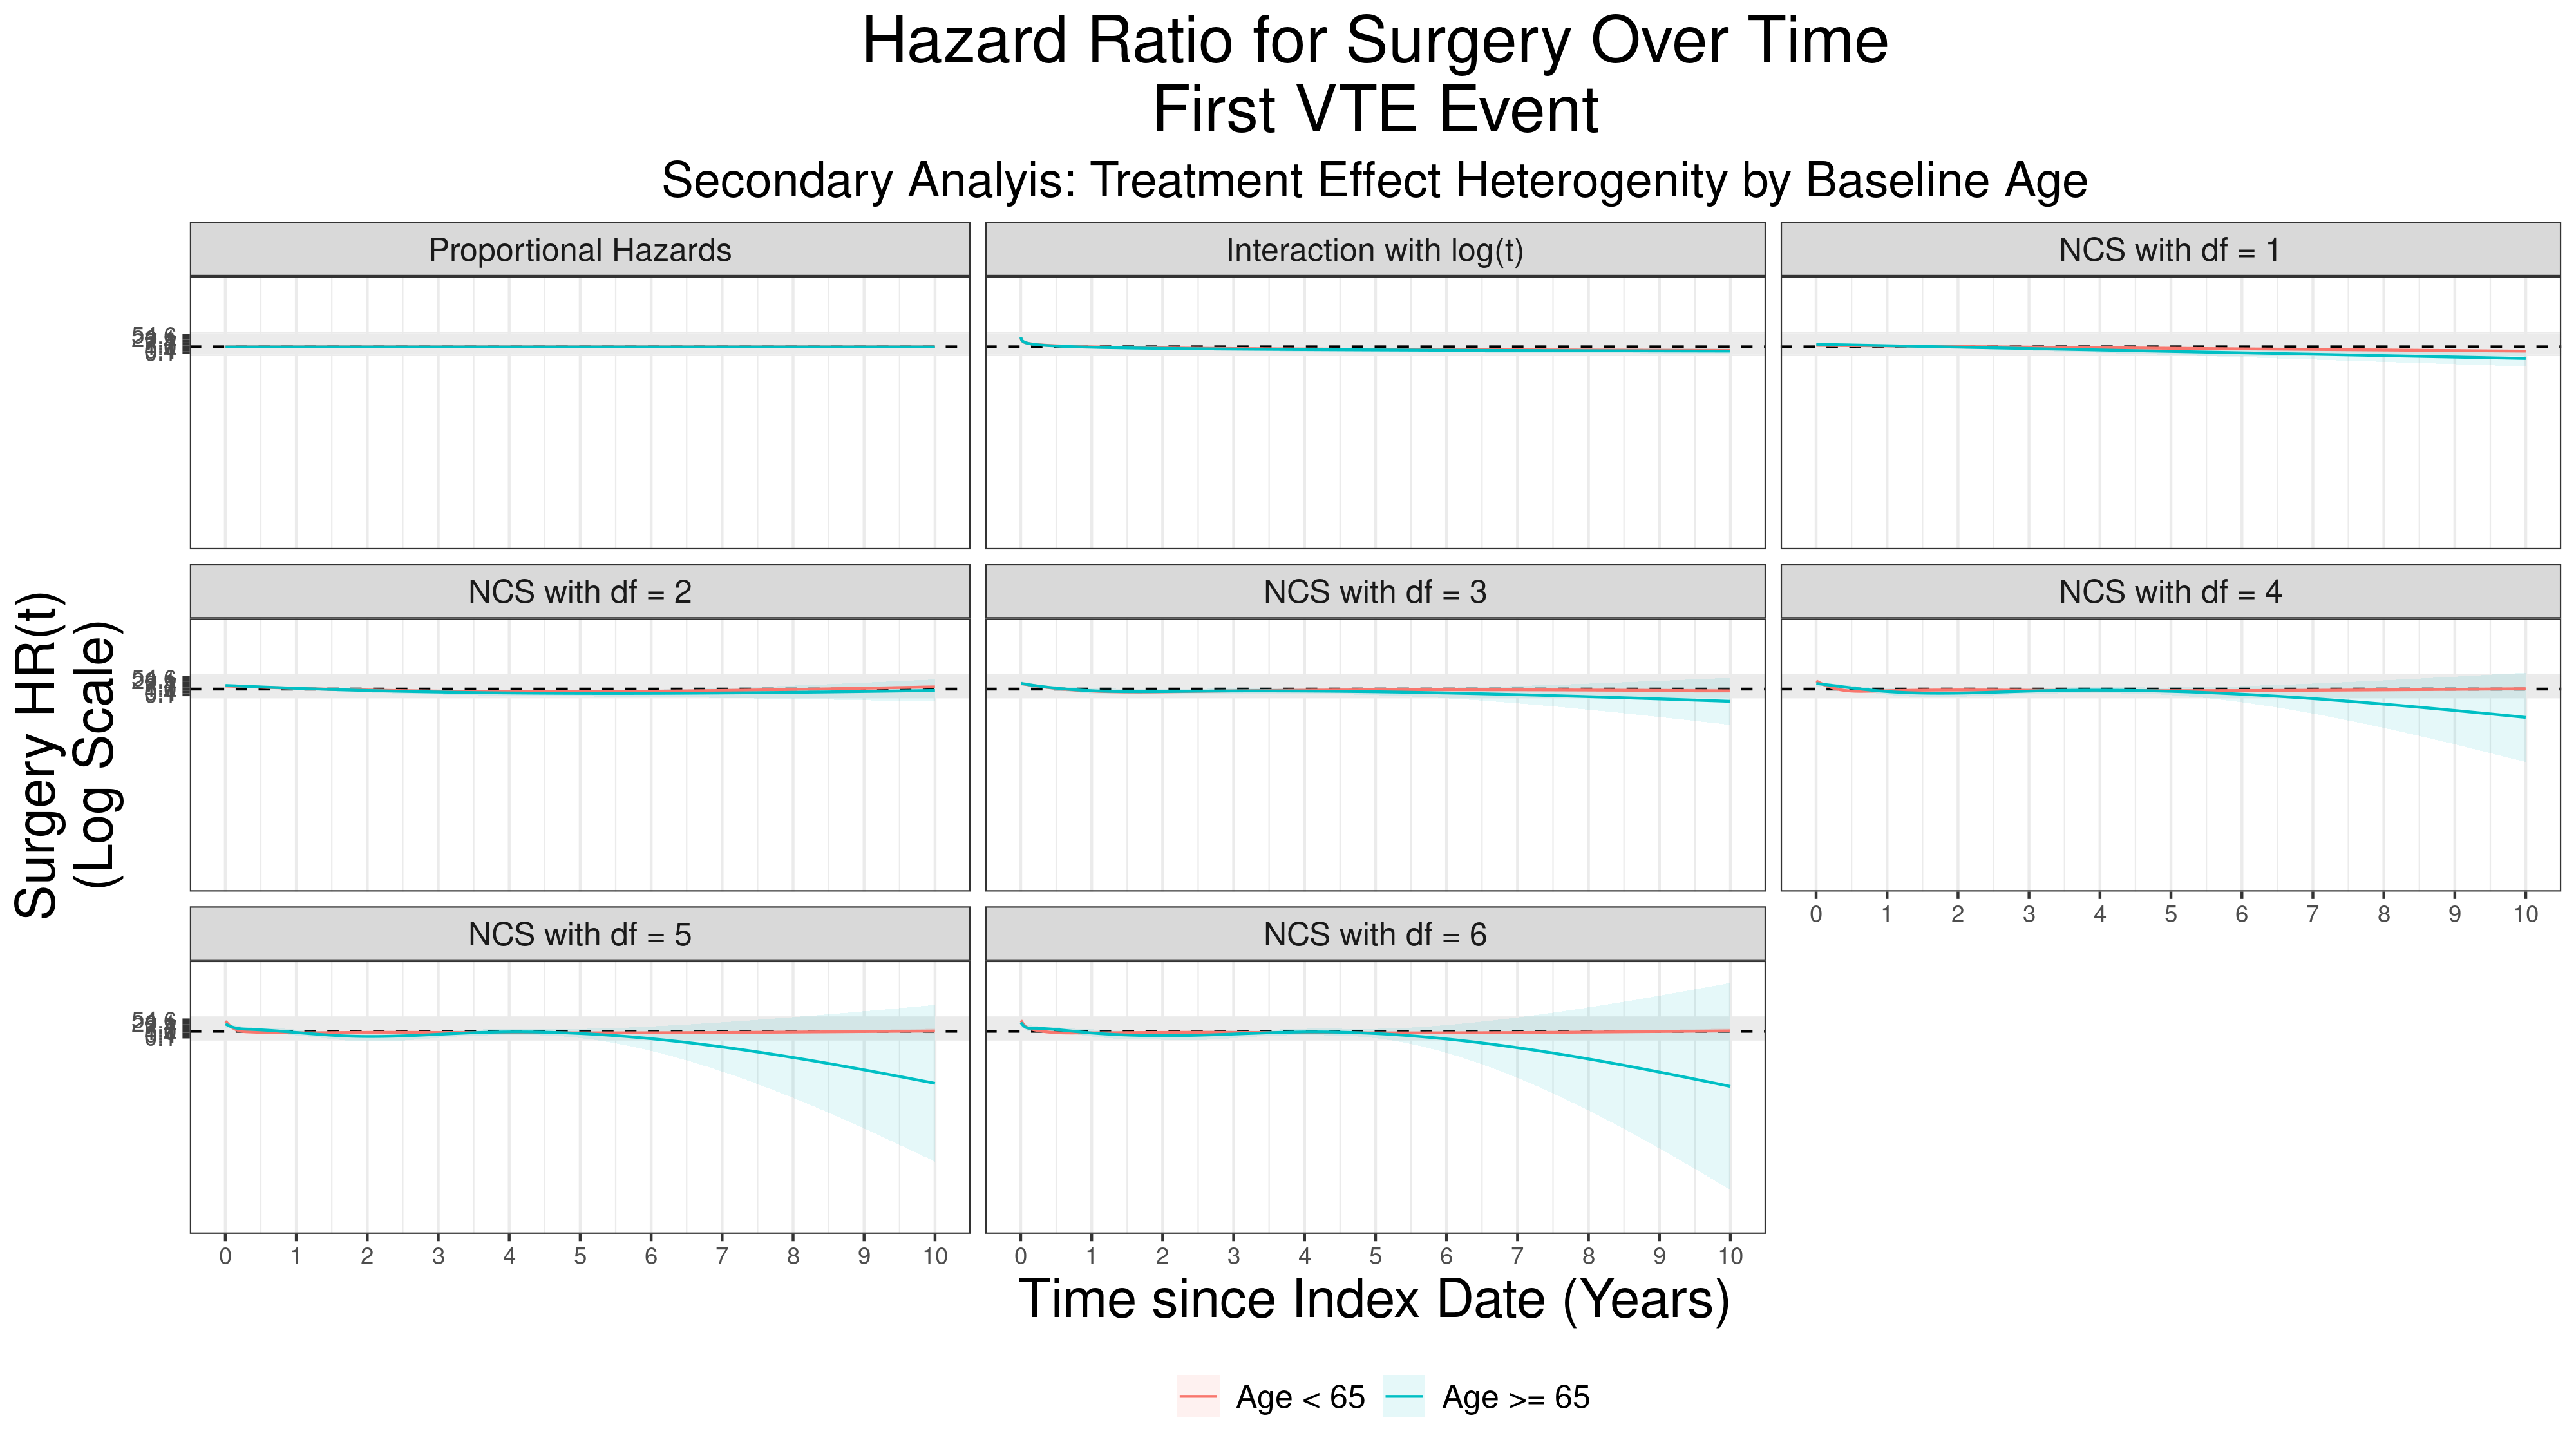 Hazard Ratio for Surgery Over Time
First VTE Event
Secondary Analyis: Treatment Effect Heterogenity by Baseline Age
Proportional Hazards
Interaction with log(t)
NCS with df = 1
NCS with df = 2
NCS with df = 3
NCS with df = 4
0 1 2 3 4 5 6 7 8 9 10
NCS with df = 5
NCS with df = 6
0 1 2 3 4 5 6 7 8 9 10
0 1 2 3 4 5 6 7 8 9 10
Surgery HR(t)
(Log Scale)
Time since Index Date (Years)
Age < 65
Age >= 65